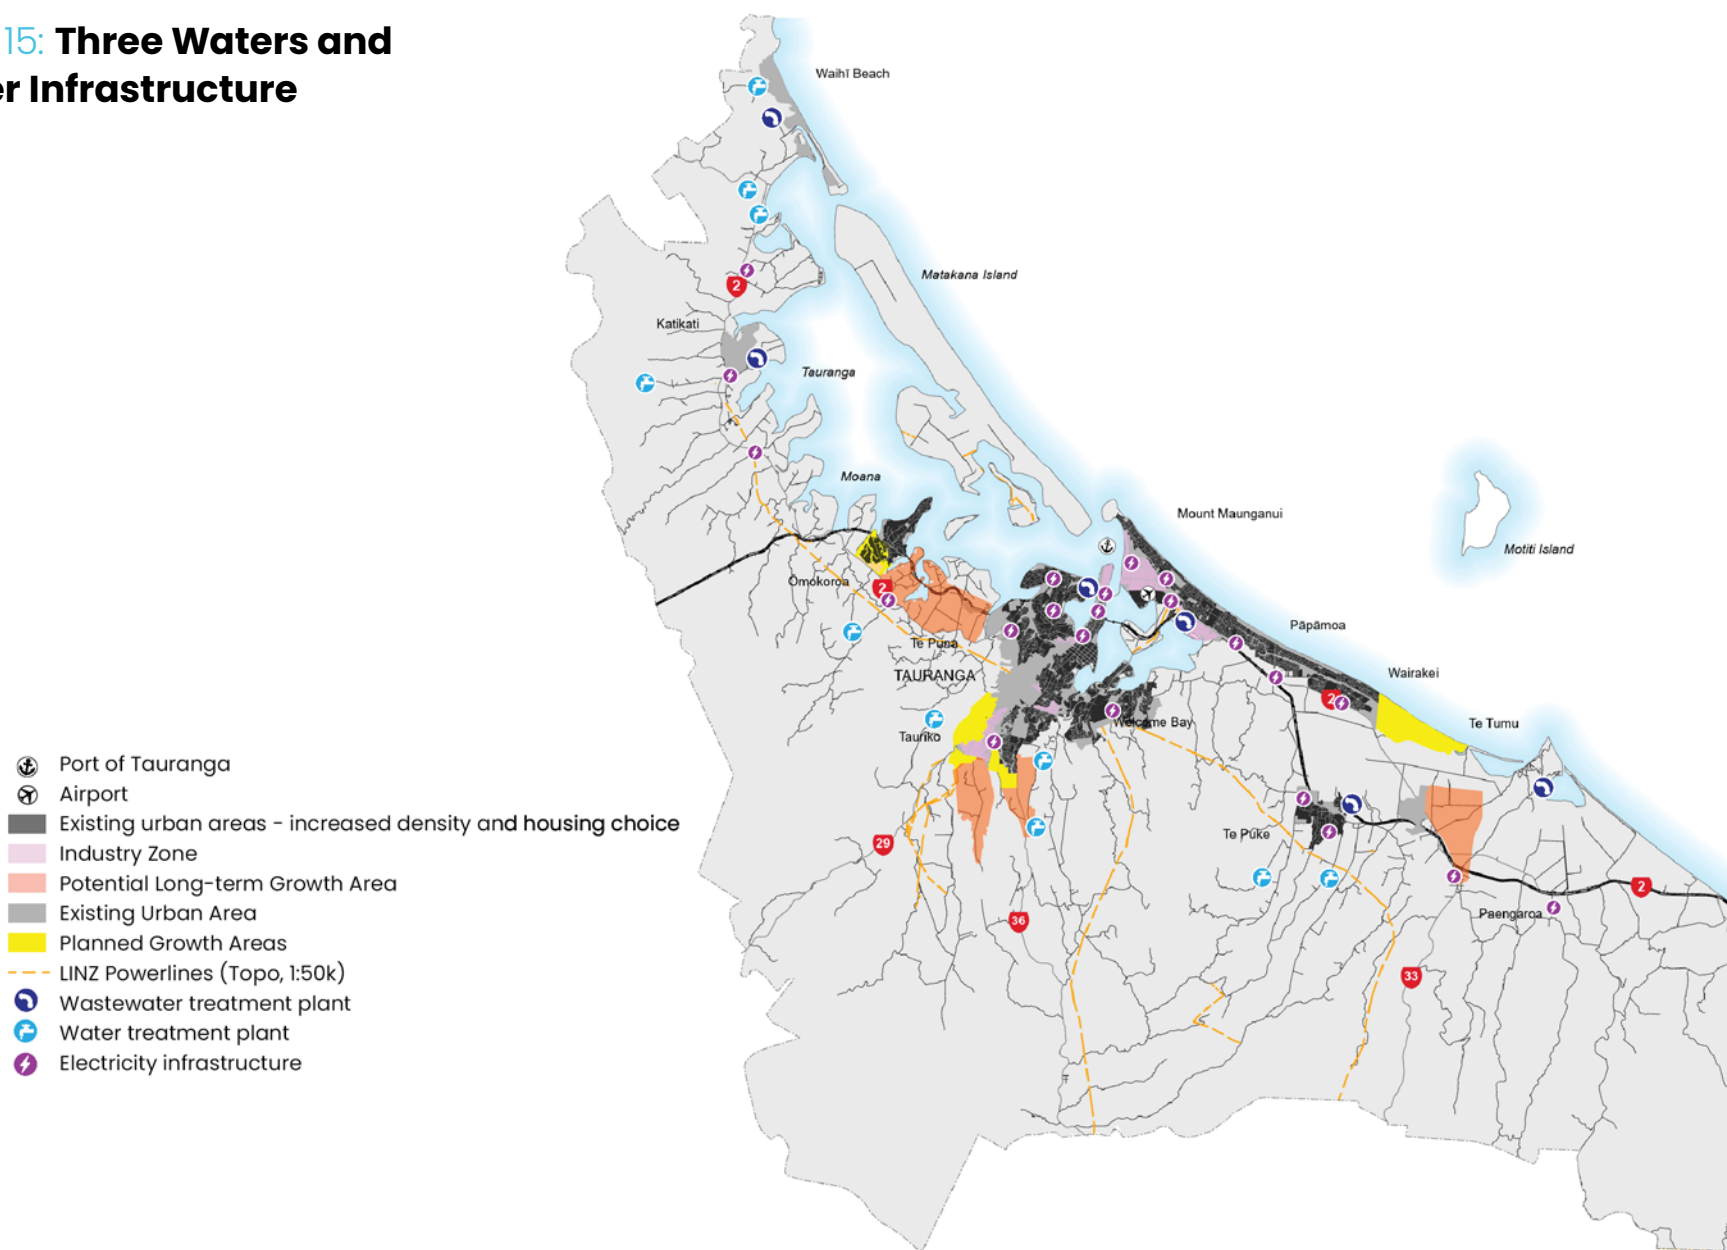 15: Three Waters and
er Infrastructure
Waihī Beach
Matakana Island
2
Katikati
Tauranga
Moana
Mount Maunganui
Motiti Island
Ōmokoroa
2
Te Puna
Pāpāmoa
TAURANGA
Wairakei
2
Te Tumu
Welcome Bay
Tauriko
Te Puke
29
36
2
Paengaroa
33
Port of Tauranga
Airport
Existing urban areas - increased density and housing choice
Industry Zone
Potential Long-term Growth Area
Existing Urban Area
Planned Growth Areas
LINZ Powerlines (Topo, 1:50k)
Wastewater treatment plant
Water treatment plant
Electricity infrastructure